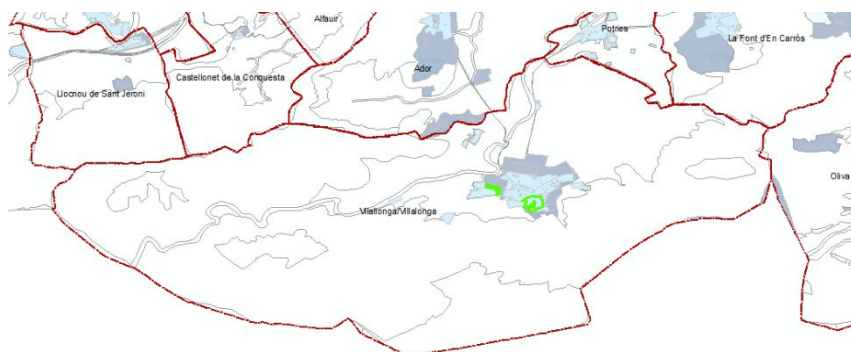 Alfauir
Potries
La Font d'En Carròs
Ador
Castellonet de la Conquesta
Llocnou de Sant Jeroni
Oliva
Vilallonga/Villalonga